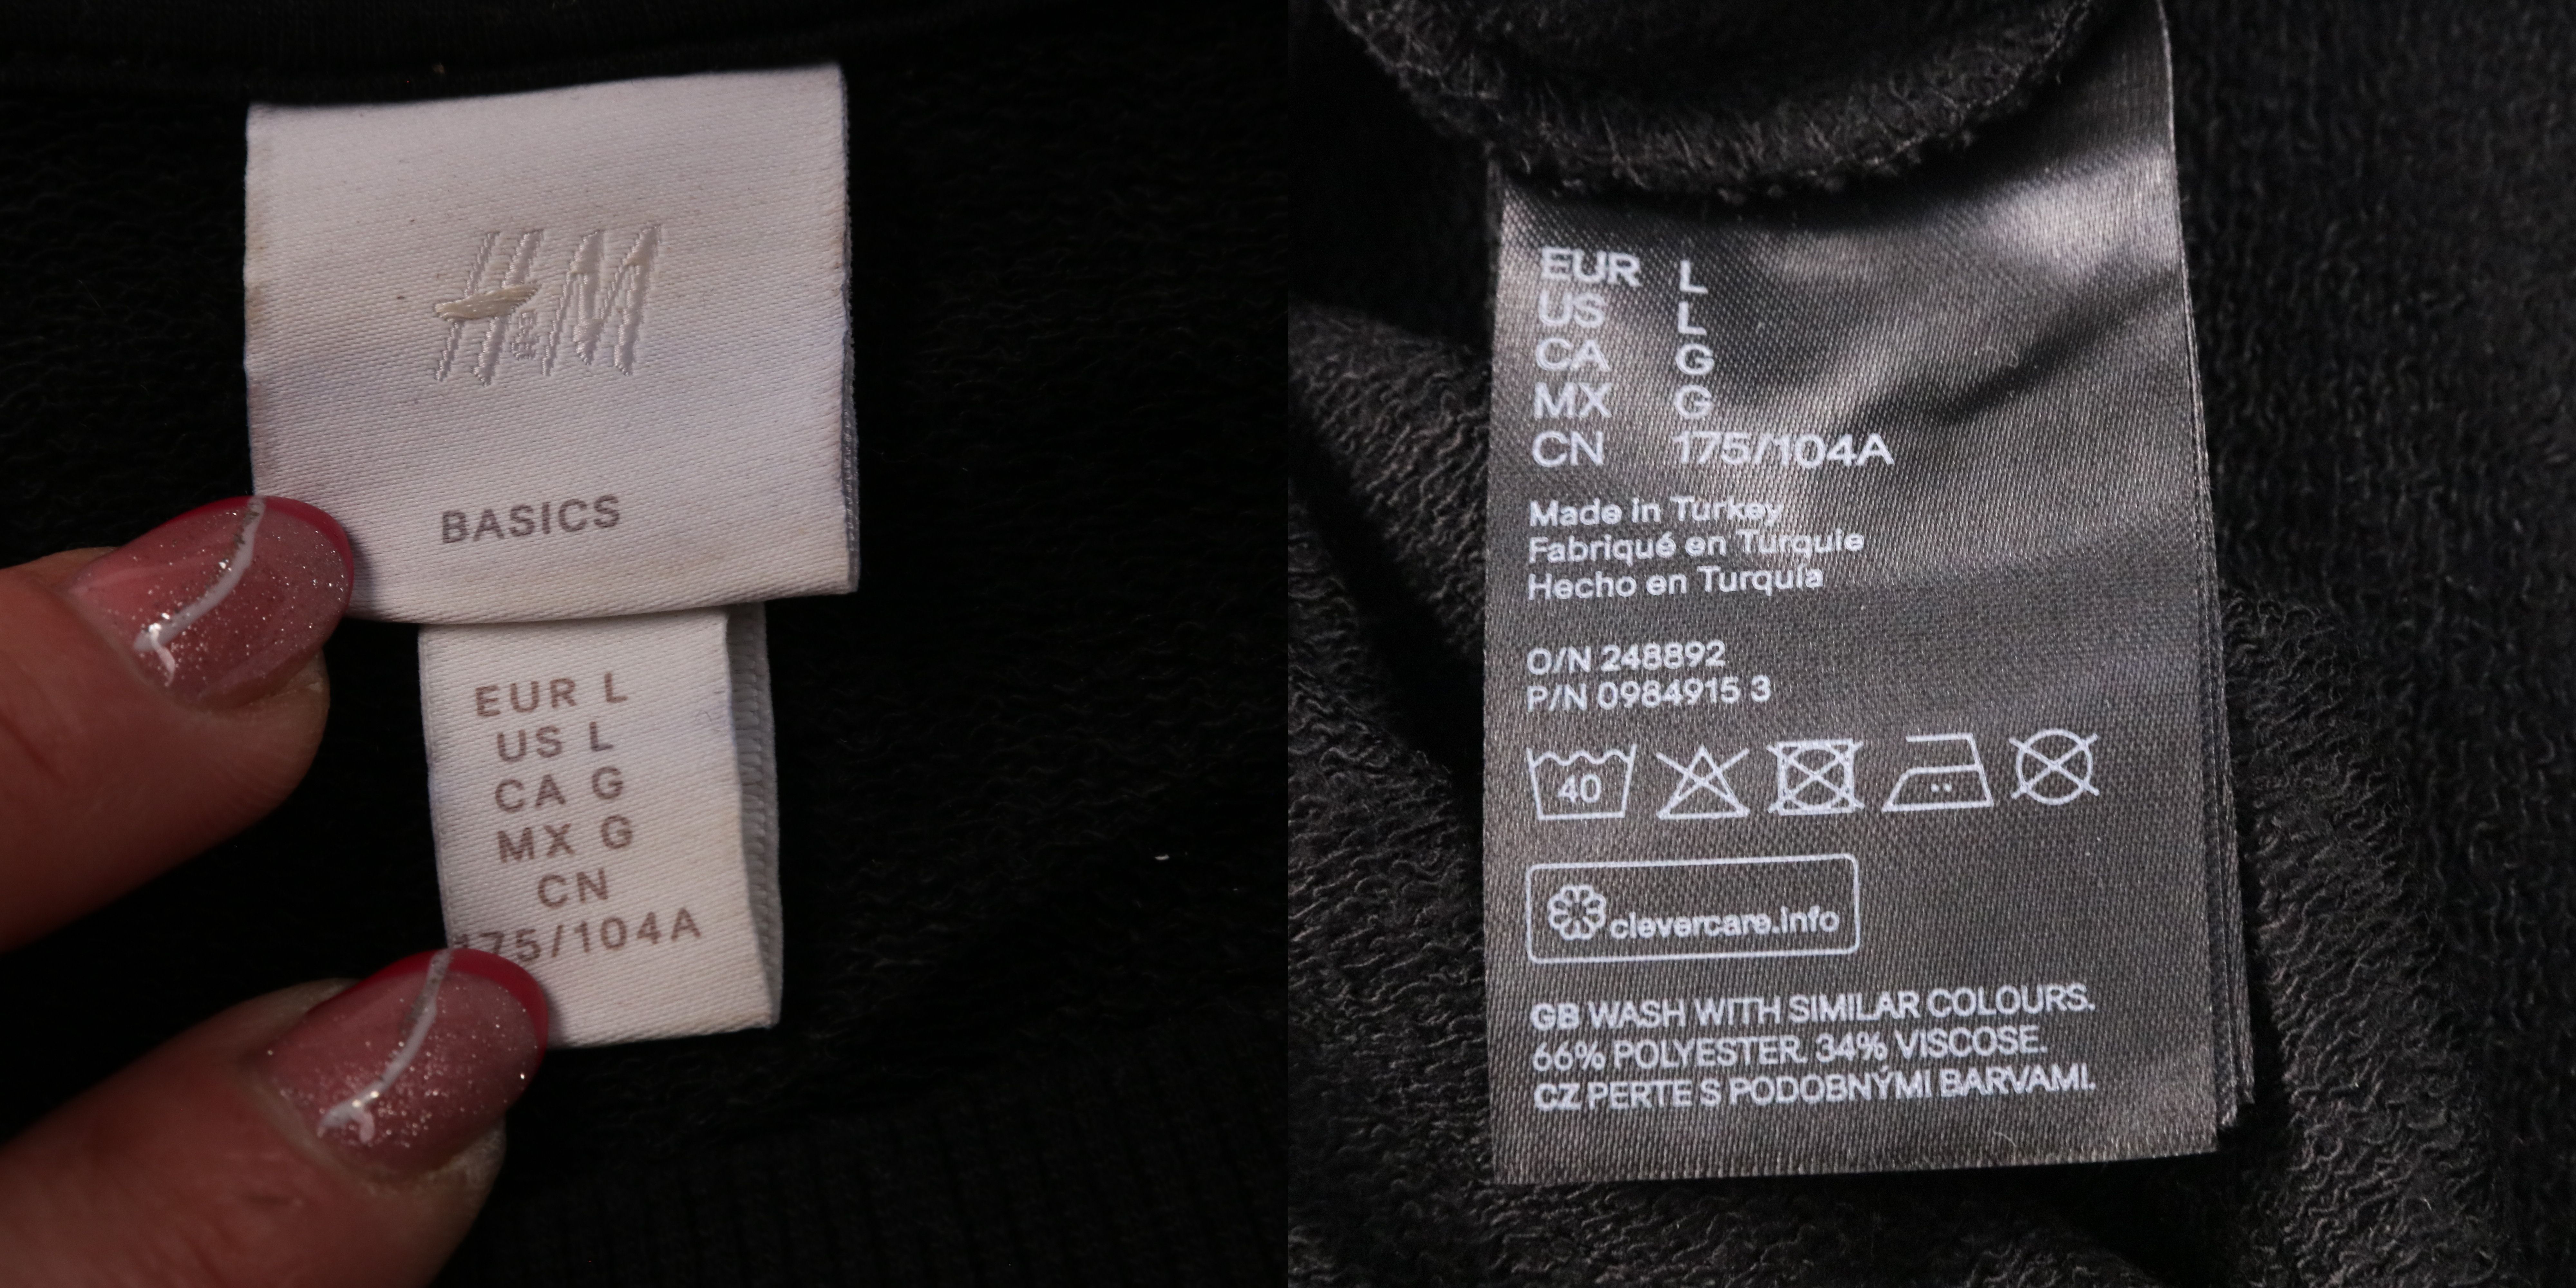 H&M
BASICS
EUR L
US L
CA G
MX G
CN
175/104A
EUR L
US L
CA G
MX G
CN 175/104A
Made in Turkey
Fabriqué en Turquie
Hecho en Turquía
O/N 248892
P/N 0984915 3
40
clevercare.info
GB WASH WITH SIMILAR COLOURS.
66% POLYESTER. 34% VISCOSE.
CZ PERTE S PODOBNÝMI BARVAMI.